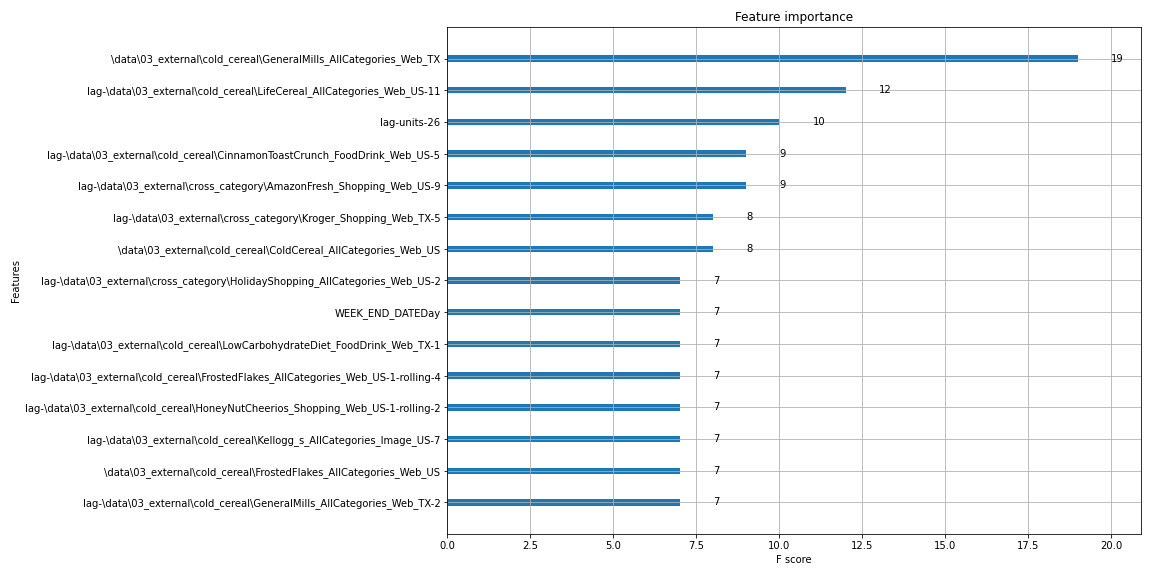 Feature importance
\data\03_external\cold_cereal\GeneralMills_AllCategories_Web_TX 19
lag-\data\03_external\cold_cereal\LifeCereal_AllCategories_Web_US-11 12
lag-units-26 10
lag-\data\03_external\cold_cereal\CinnamonToastCrunch_FoodDrink_Web_US-5 9
lag-\data\03_external\cross_category\AmazonFresh_Shopping_Web_US-9 9
lag-\data\03_external\cross_category\Kroger_Shopping_Web_TX-5 8
\data\03_external\cold_cereal\ColdCereal_AllCategories_Web_US 8
lag-\data\03_external\cross_category\HolidayShopping_AllCategories_Web_US-2 7
WEEK_END_DATEDay 7
lag-\data\03_external\cold_cereal\LowCarbohydrateDiet_FoodDrink_Web_TX-1 7
lag-\data\03_external\cold_cereal\FrostedFlakes_AllCategories_Web_US-1-rolling-4 7
lag-\data\03_external\cold_cereal\HoneyNutCheerios_Shopping_Web_US-1-rolling-2 7
lag-\data\03_external\cold_cereal\Kellogg_s_AllCategories_Image_US-7 7
\data\03_external\cold_cereal\FrostedFlakes_AllCategories_Web_US 7
lag-\data\03_external\cold_cereal\GeneralMills_AllCategories_Web_TX-2 7
Features
0.0 2.5 5.0 7.5 10.0 12.5 15.0 17.5 20.0
F score